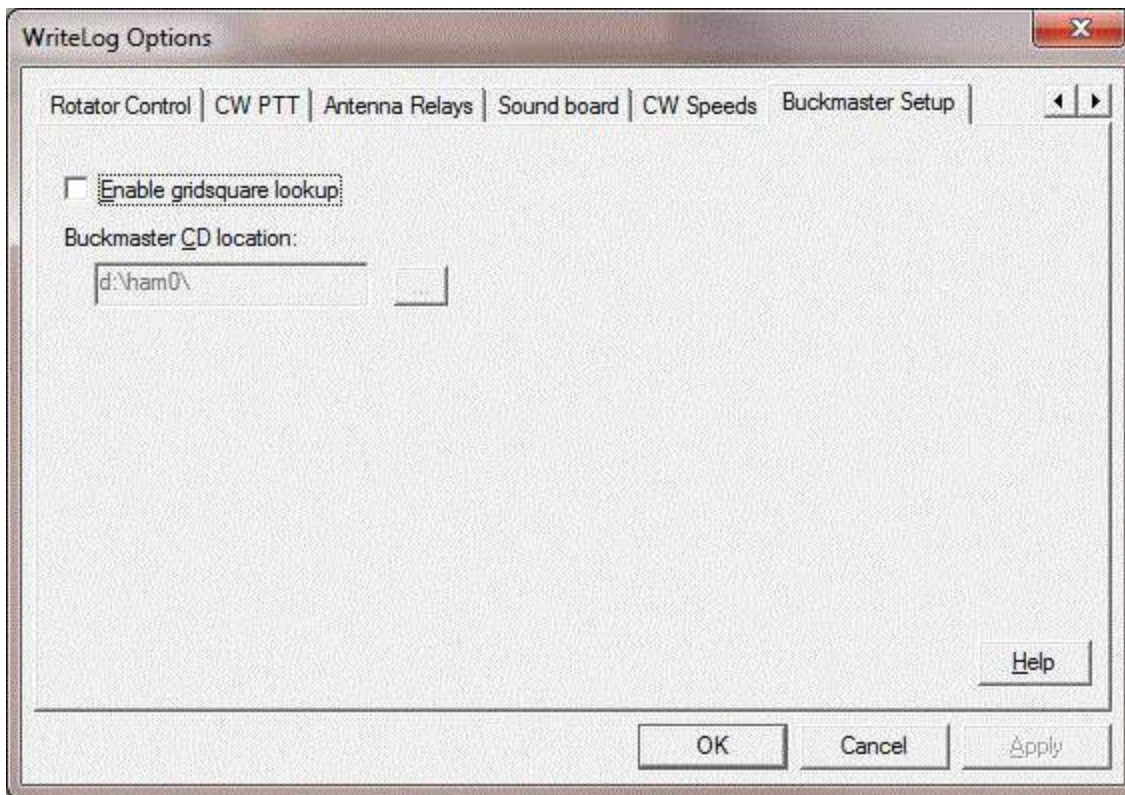 WriteLog Options
Rotator Control CW PTT Antenna Relays Sound board CW Speeds Buckmaster Setup
Enable gridsquare lookup
Buckmaster CD location:
d:\ham0\ ...
Help
OK Cancel Apply